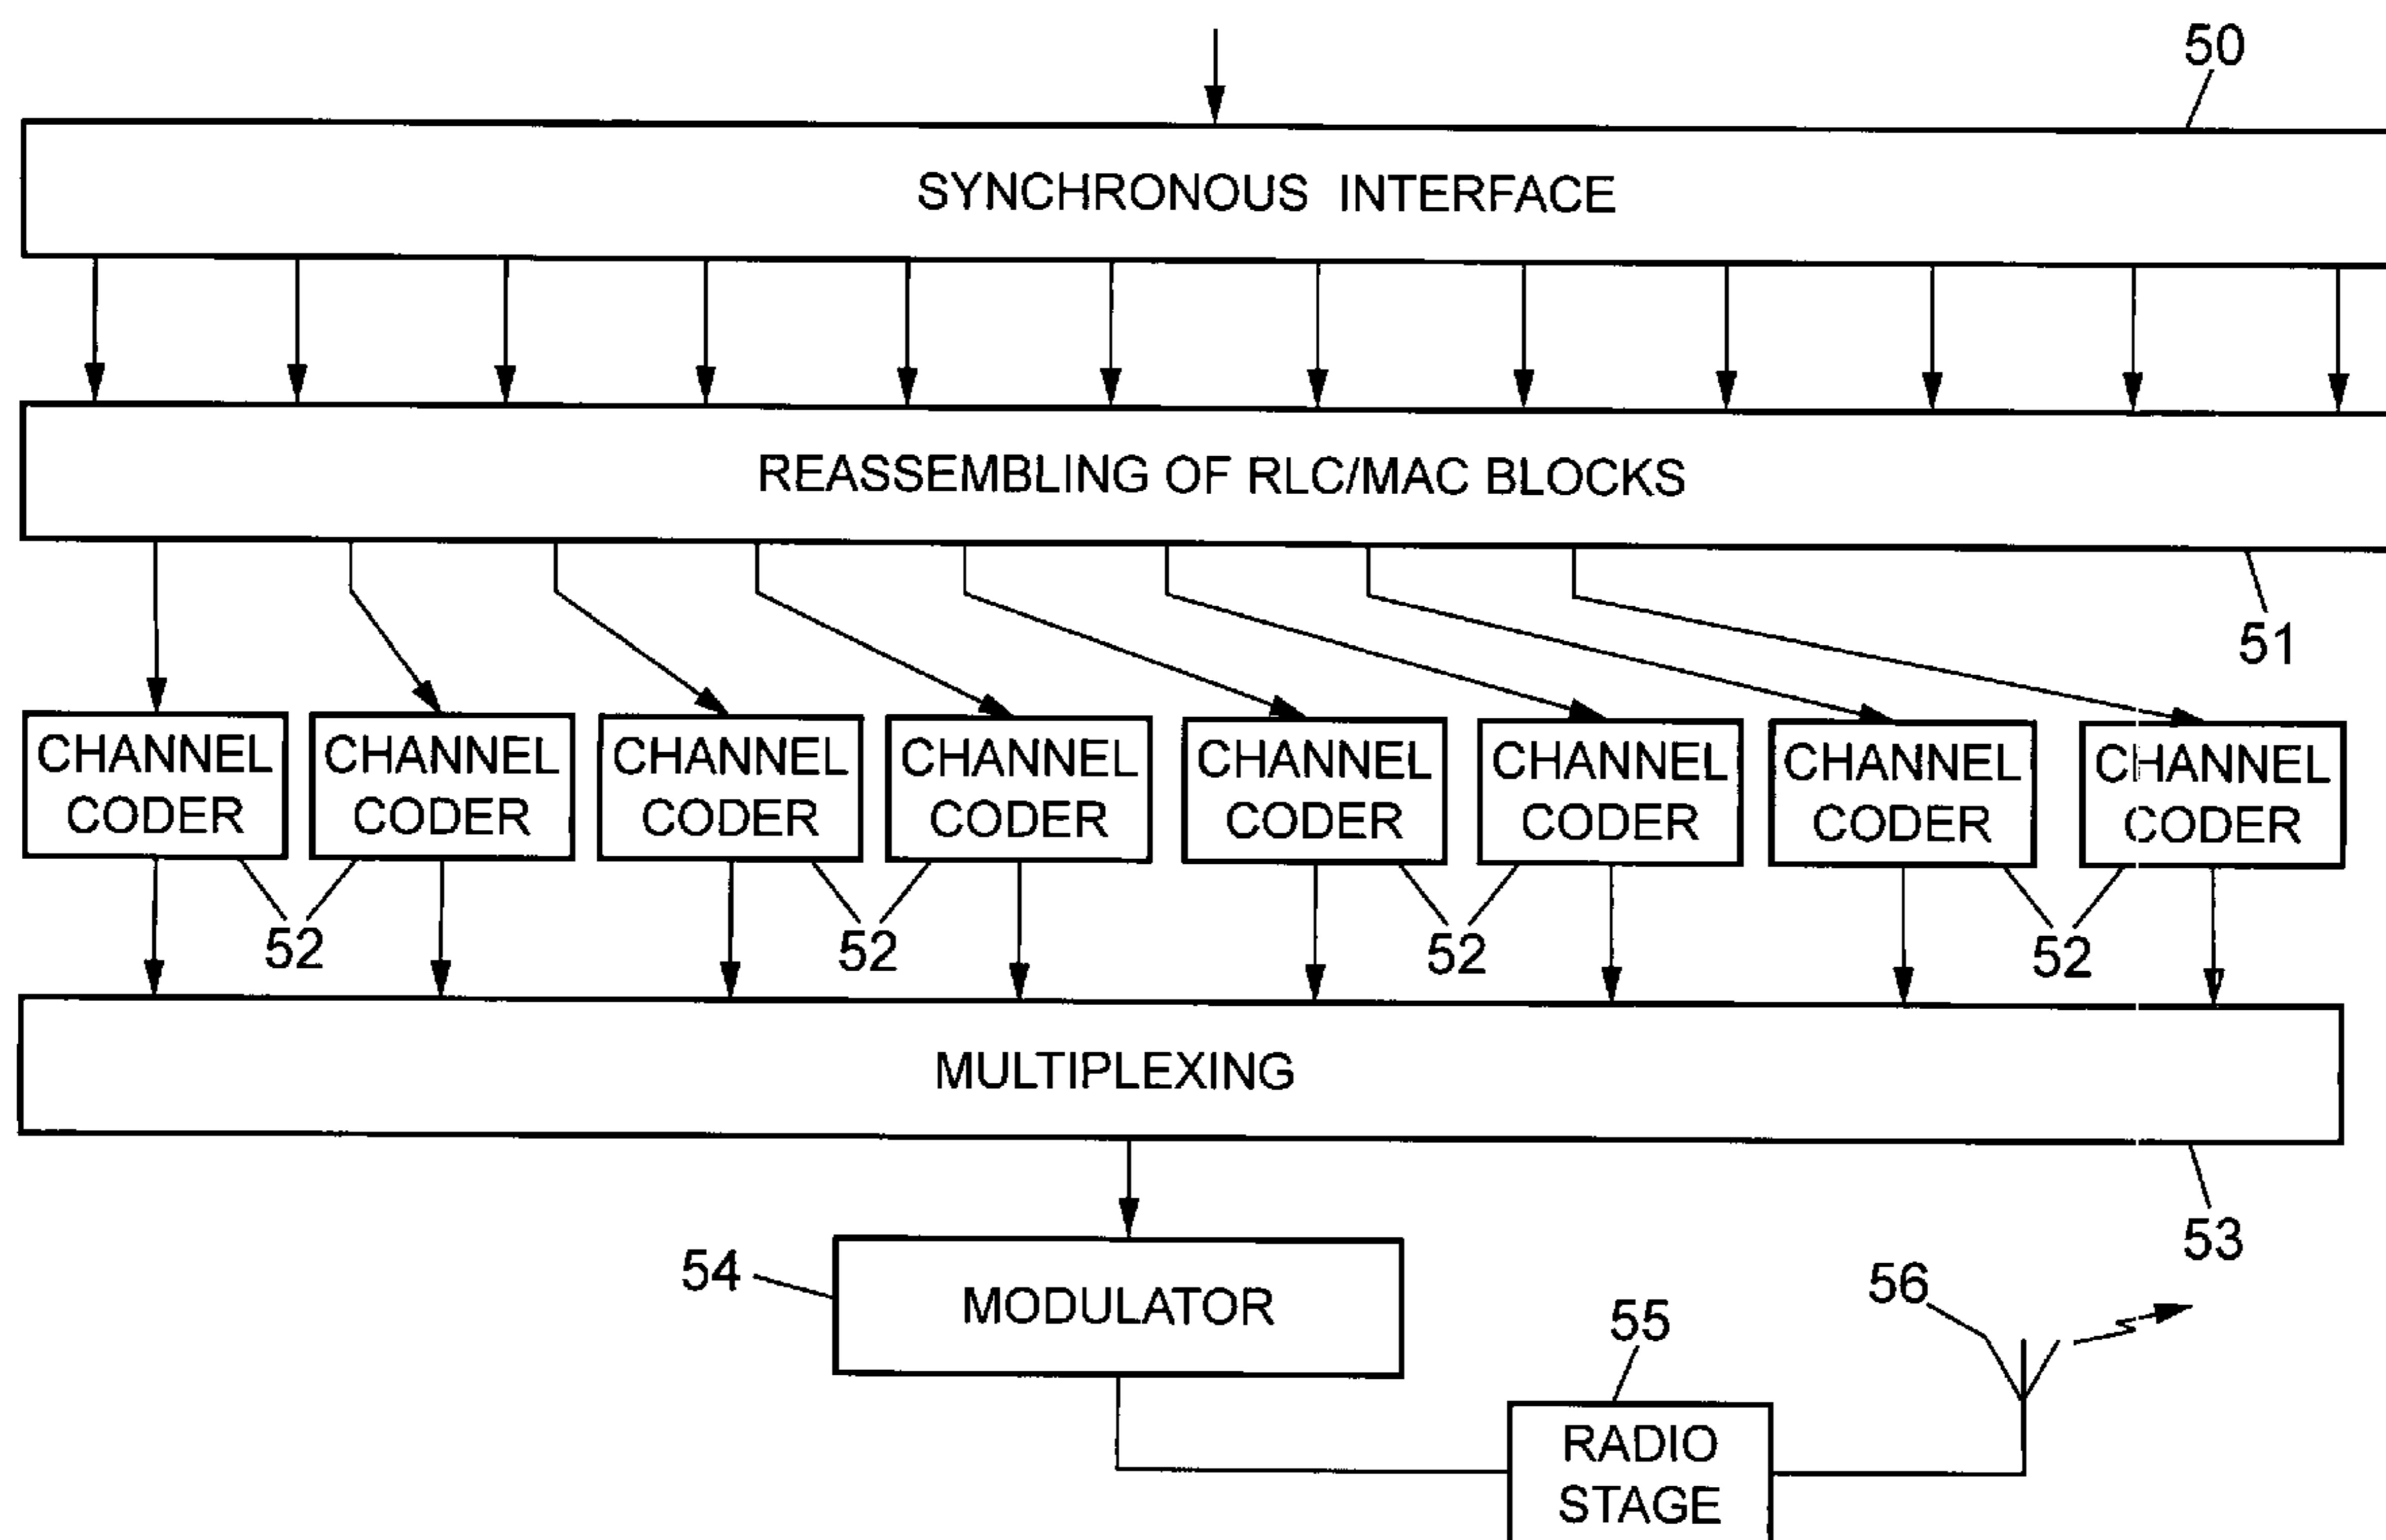 50
SYNCHRONOUS INTERFACE
REASSEMBLING OF RLC/MAC BLOCKS
51
CHANNEL CODER
CHANNEL CODER
CHANNEL CODER
CHANNEL CODER
CHANNEL CODER
CHANNEL CODER
CHANNEL CODER
CHANNEL CODER
52
52
52
52
MULTIPLEXING
53
54
MODULATOR
55
56
RADIO
STAGE